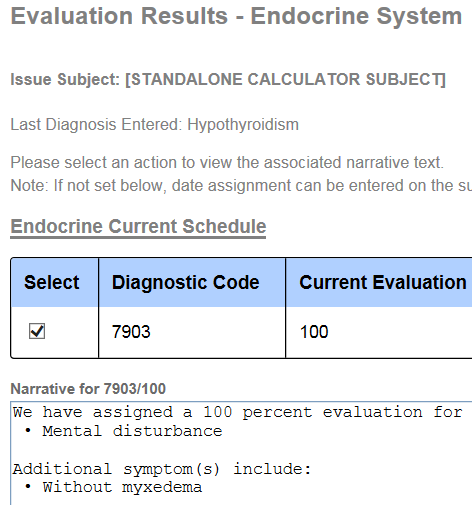 Evaluation Results - Endocrine System
Issue Subject: [STANDALONE CALCULATOR SUBJECT]
Last Diagnosis Entered: Hypothyroidism
Please select an action to view the associated narrative text.
Note: If not set below, date assignment can be entered on the su
Endocrine Current Schedule
Select Diagnostic Code Current Evaluation
7903 100
Narrative for 7903/100
We have assigned a 100 percent evaluation for
• Mental disturbance
Additional symptom(s) include:
• Without myxedema